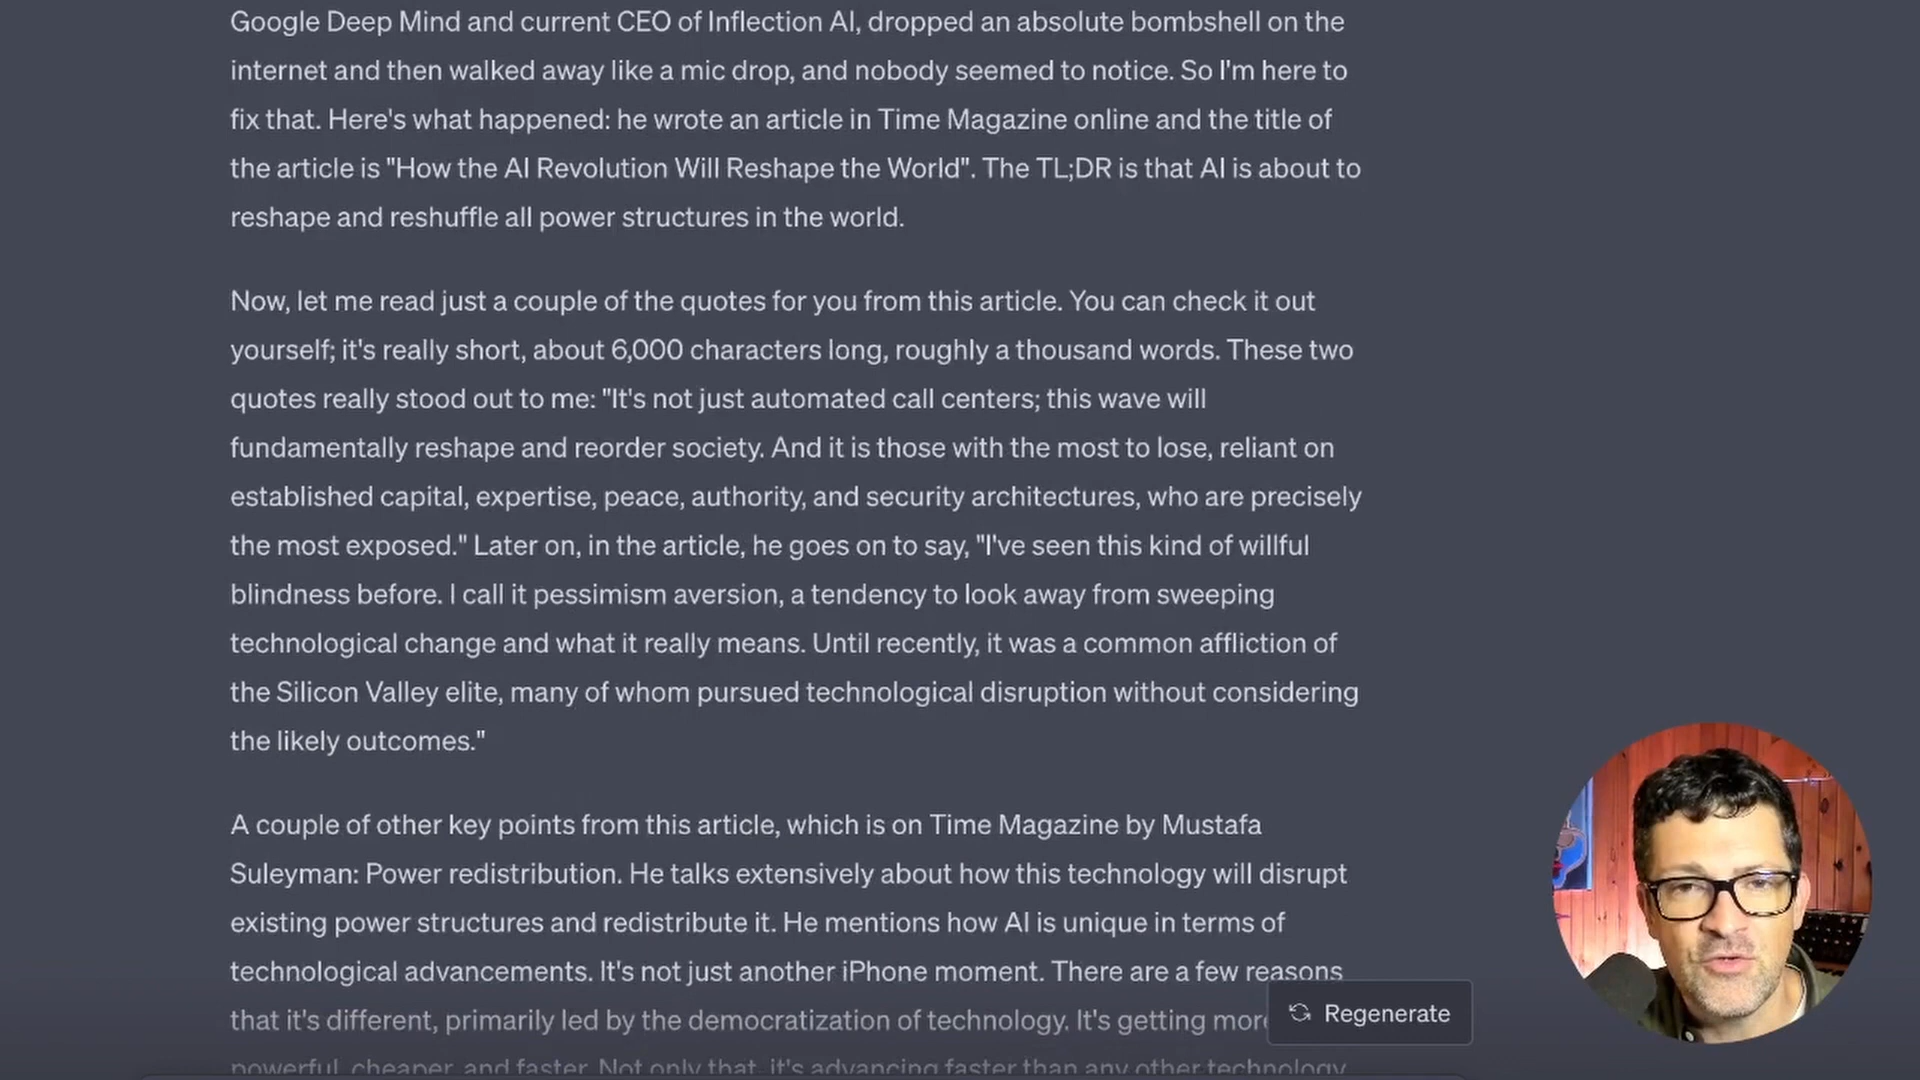 Google Deep Mind and current CEO of Inflection AI, dropped an absolute bombshell on the
internet and then walked away like a mic drop, and nobody seemed to notice. So I'm here to
fix that. Here's what happened: he wrote an article in Time Magazine online and the title of
the article is "How the AI Revolution Will Reshape the World". The TL;DR is that AI is about to
reshape and reshuffle all power structures in the world.
Now, let me read just a couple of the quotes for you from this article. You can check it out
yourself; it's really short, about 6,000 characters long, roughly a thousand words. These two
quotes really stood out to me: "It's not just automated call centers; this wave will
fundamentally reshape and reorder society. And it is those with the most to lose, reliant on
established capital, expertise, peace, authority, and security architectures, who are precisely
the most exposed." Later on, in the article, he goes on to say, "I've seen this kind of willful
blindness before. I call it pessimism aversion, a tendency to look away from sweeping
technological change and what it really means. Until recently, it was a common affliction of
the Silicon Valley elite, many of whom pursued technological disruption without considering
the likely outcomes."
A couple of other key points from this article, which is on Time Magazine by Mustafa
Suleyman: Power redistribution. He talks extensively about how this technology will disrupt
existing power structures and redistribute it. He mentions how AI is unique in terms of
technological advancements. It's not just another iPhone moment. There are a few reasons
that it's different, primarily led by the democratization of technology. It's getting more
powerful, cheaper, and faster. Not only that, it's advancing faster than any other technology
Regenerate